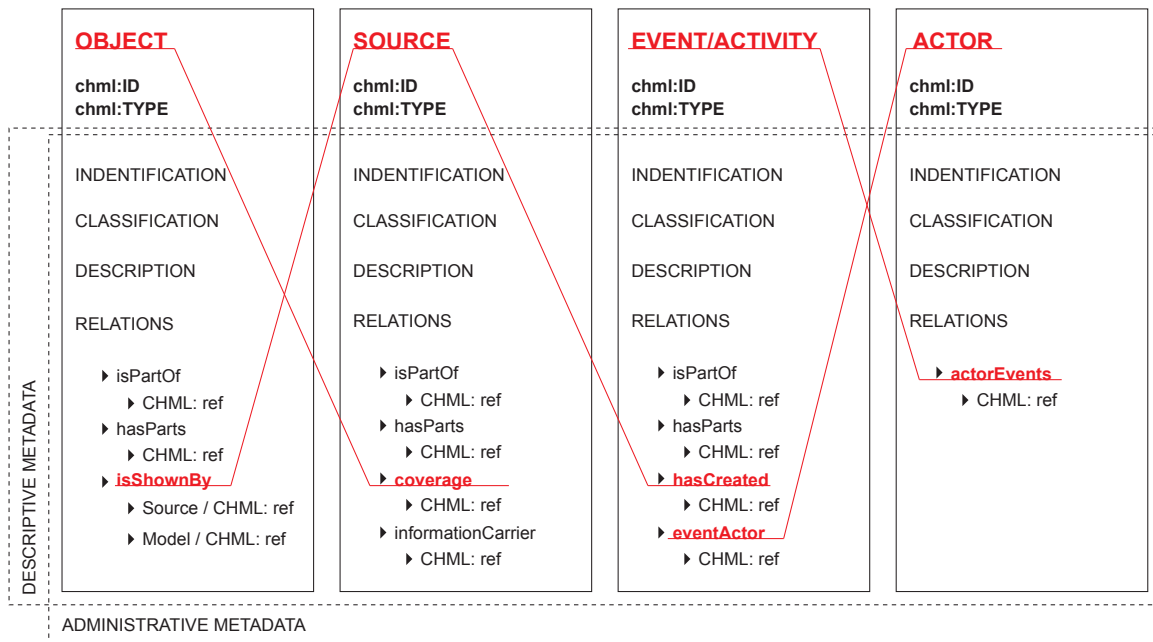 OBJECT
chml:ID
chml:TYPE
INDENTIFICATION
CLASSIFICATION
DESCRIPTION
RELATIONS
isPartOf
CHML: ref
hasParts
CHML: ref
isShownBy
Source / CHML: ref
Model / CHML: ref
SOURCE
chml:ID
chml:TYPE
INDENTIFICATION
CLASSIFICATION
DESCRIPTION
RELATIONS
isPartOf
CHML: ref
hasParts
CHML: ref
coverage
CHML: ref
informationCarrier
CHML: ref
EVENT/ACTIVITY
chml:ID
chml:TYPE
INDENTIFICATION
CLASSIFICATION
DESCRIPTION
RELATIONS
isPartOf
CHML: ref
hasParts
CHML: ref
hasCreated
CHML: ref
eventActor
CHML: ref
ACTOR
chml:ID
chml:TYPE
INDENTIFICATION
CLASSIFICATION
DESCRIPTION
RELATIONS
actorEvents
CHML: ref
DESCRIPTIVE METADATA
ADMINISTRATIVE METADATA